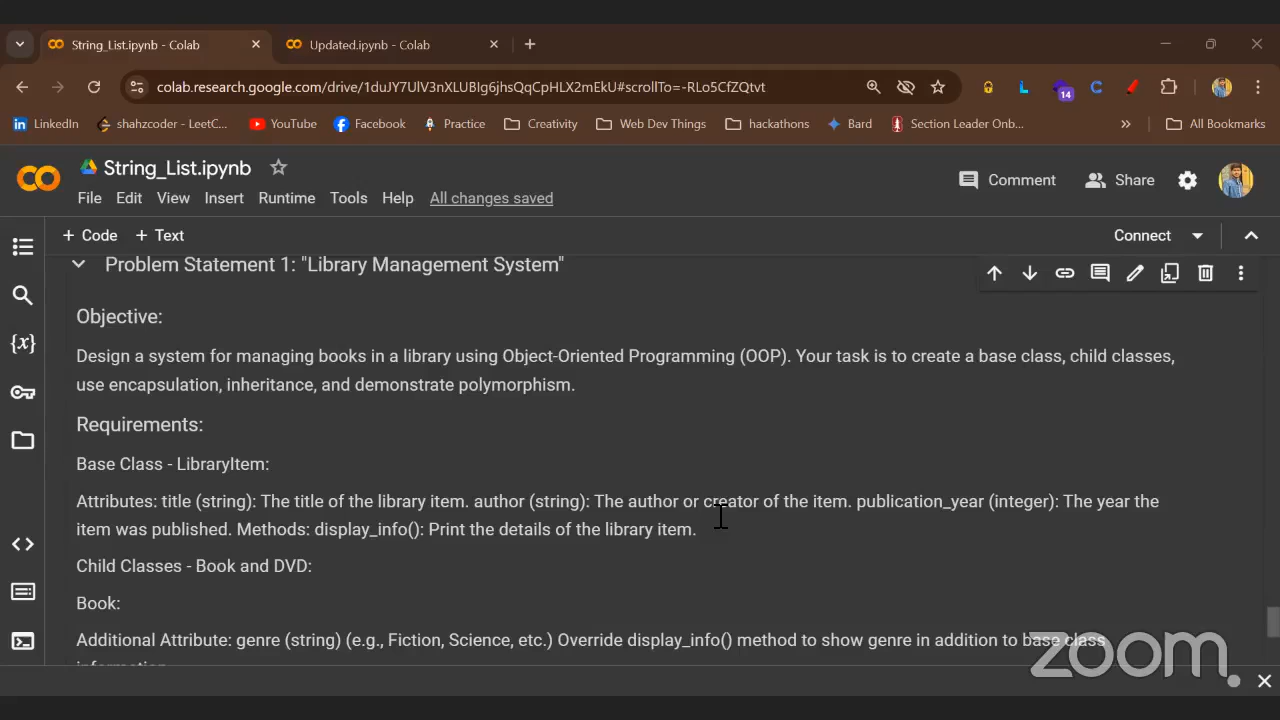 String_List.ipynb - Colab
Updated.ipynb - Colab
colab.research.google.com/drive/1duJY7UlV3nXLUBIg6jhsQqCpHLX2mEkU#scrollTo=-RLo5CfZQtvt
14
LinkedIn
shahzcoder - LeetC...
YouTube
Facebook
Practice
Creativity
Web Dev Things
hackathons
Bard
Section Leader Onb...
All Bookmarks
String_List.ipynb
Comment
Share
File Edit View Insert Runtime Tools Help All changes saved
+ Code + Text
Connect
Problem Statement 1: "Library Management System"
Objective:
Design a system for managing books in a library using Object-Oriented Programming (OOP). Your task is to create a base class, child classes,
use encapsulation, inheritance, and demonstrate polymorphism.
Requirements:
Base Class - LibraryItem:
Attributes: title (string): The title of the library item. author (string): The author or creator of the item. publication_year (integer): The year the
item was published. Methods: display_info(): Print the details of the library item.
Child Classes - Book and DVD:
Book:
Additional Attribute: genre (string) (e.g., Fiction, Science, etc.) Override display_info() method to show genre in addition to base class
information
zoom